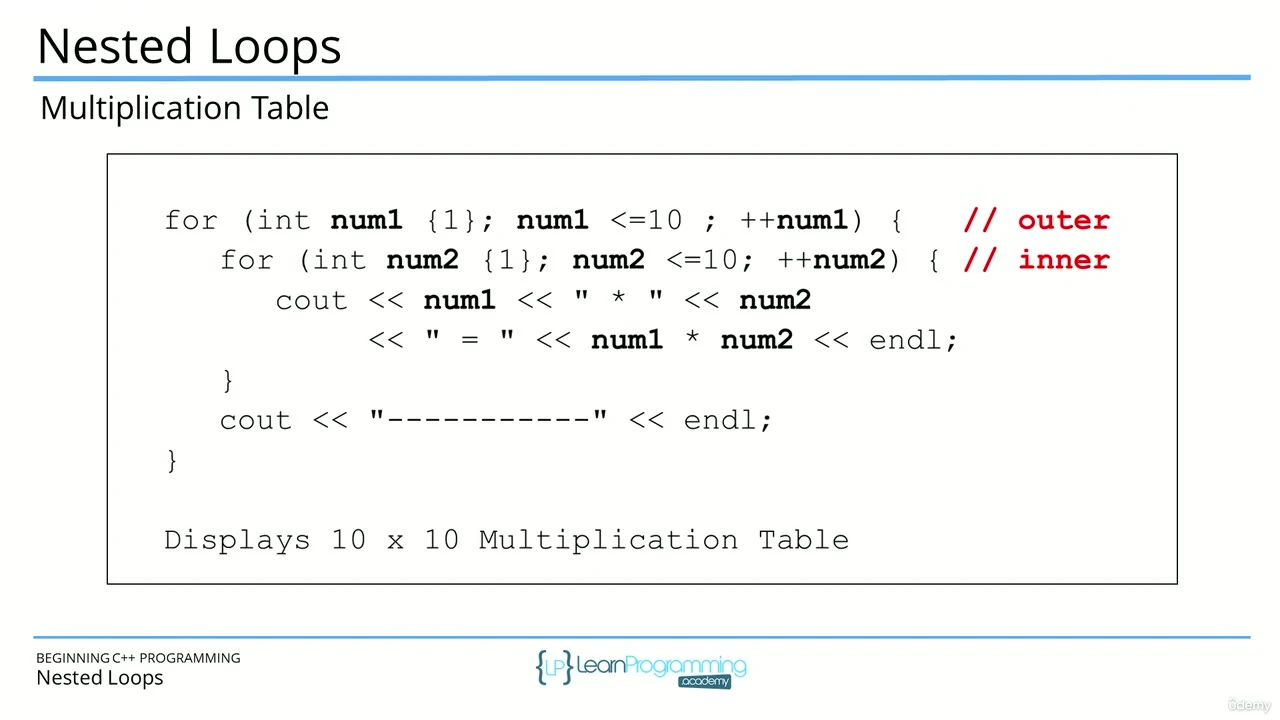 Nested Loops
Multiplication Table
for (int num1 {1}; num1 <=10 ; ++num1) {   // outer
   for (int num2 {1}; num2 <=10; ++num2) { // inner
      cout << num1 << " * " << num2
           << " = " << num1 * num2 << endl;
   }
   cout << "-----------" << endl;
}
Displays 10 x 10 Multiplication Table
BEGINNING C++ PROGRAMMING
Nested Loops
{LP} LearnProgramming
.academy
ûdemy